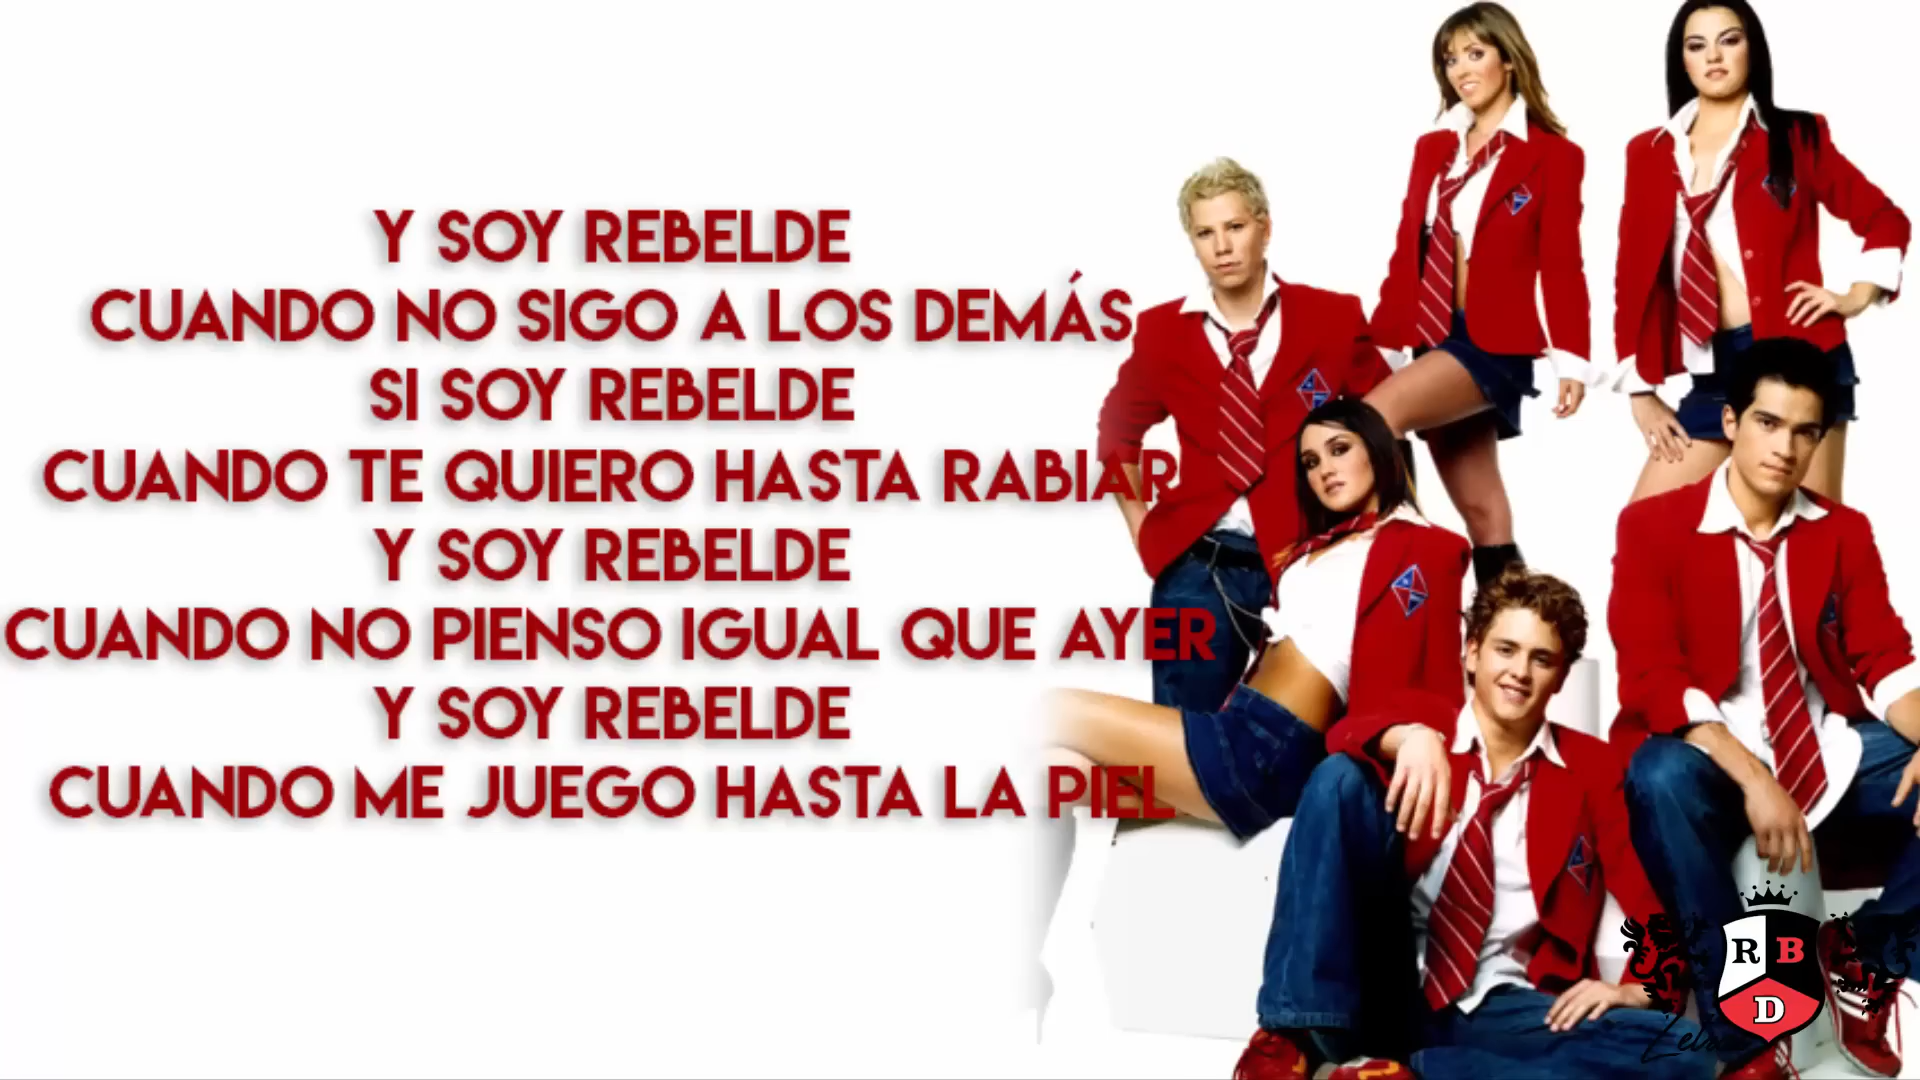 Y SOY REBELDE
CUANDO NO SIGO A LOS DEMÁS
SI SOY REBELDE
CUANDO TE QUIERO HASTA RABIAR
Y SOY REBELDE
CUANDO NO PIENSO IGUAL QUE AYER
Y SOY REBELDE
CUANDO ME JUEGO HASTA LA PIEL
R B
D